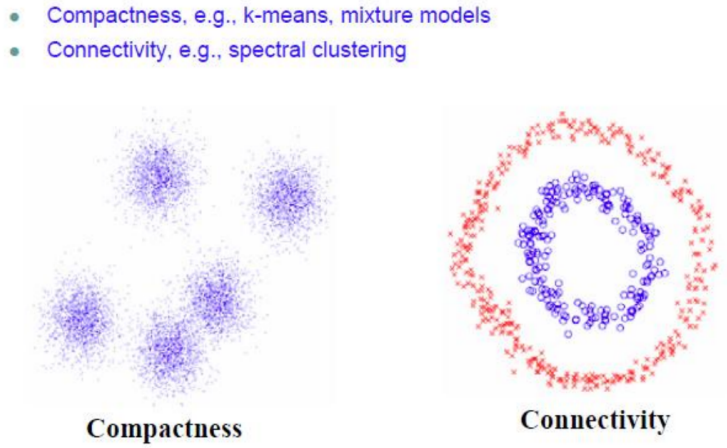 • Compactness, e.g., k-means, mixture models
• Connectivity, e.g., spectral clustering
Compactness
Connectivity